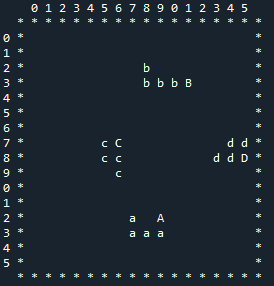 0 1 2 3 4 5 6 7 8 9 0 1 2 3 4 5
  * * * * * * * * * * * * * * * * * *
0 *                                 *
1 *                                 *
2 *                 b               *
3 *                 b b b B         *
4 *                                 *
5 *                                 *
6 *                                 *
7 *           c C               d d *
8 *           c c             d d D *
9 *             c                   *
0 *                                 *
1 *                                 *
2 *               a   A             *
3 *               a a a             *
4 *                                 *
5 *                                 *
  * * * * * * * * * * * * * * * * * *